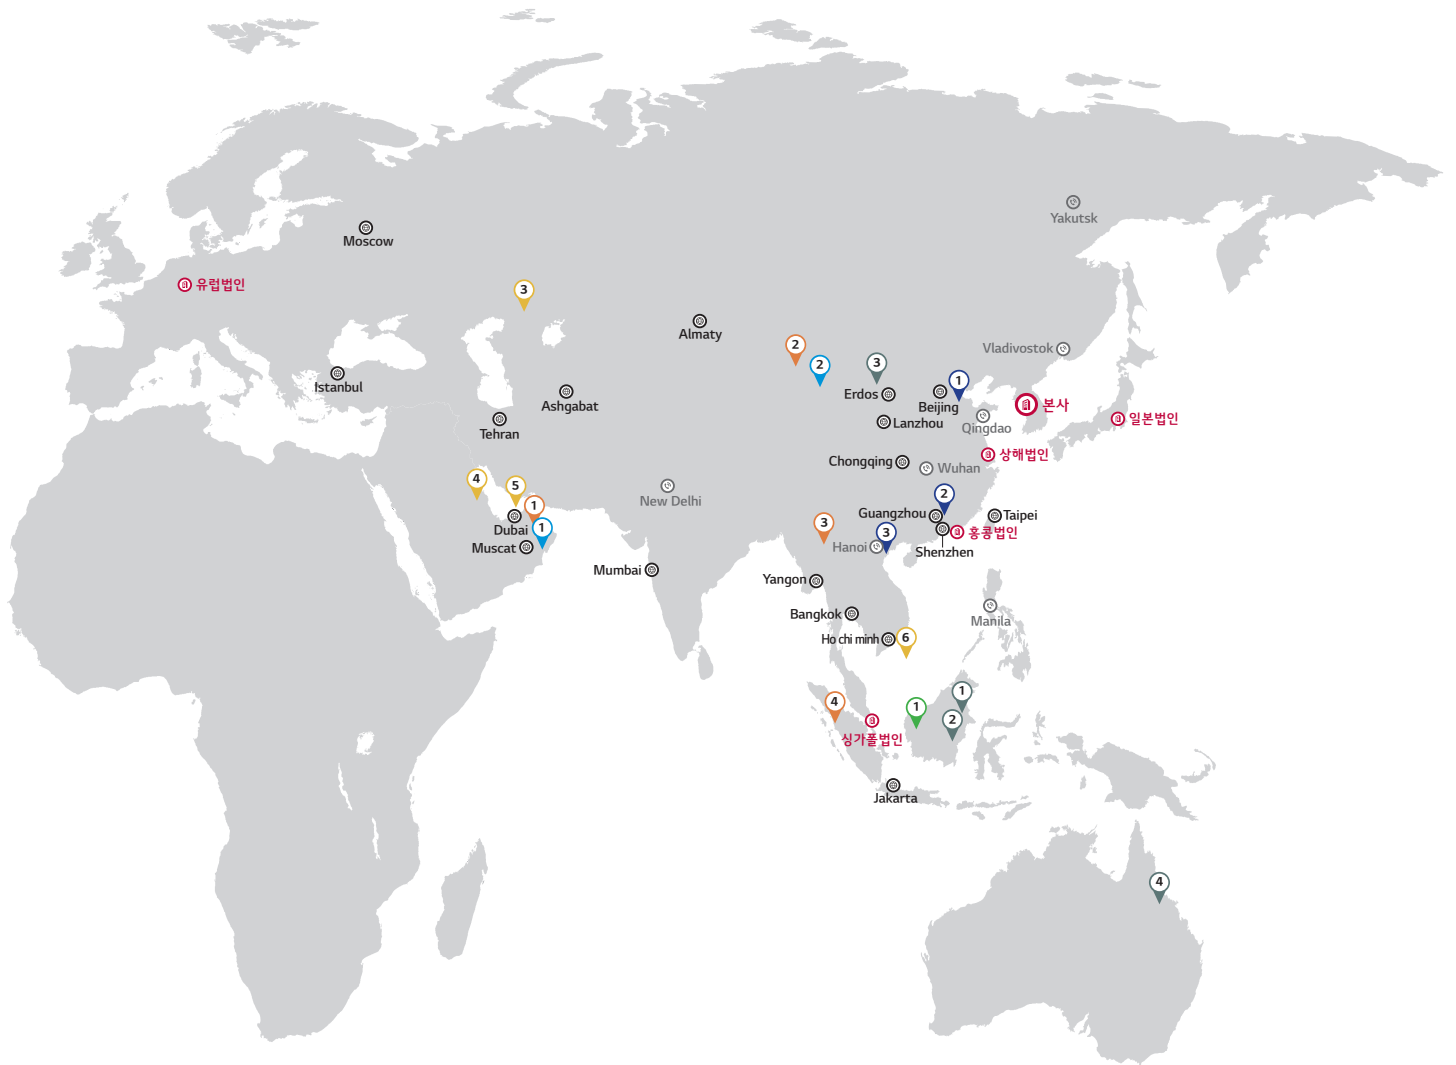 Yakutsk
Moscow
유럽법인
3
Almaty
2
2
3
Vladivostok
Istanbul
Ashgabat
Erdos
Beijing
1
본사
Tehran
Lanzhou
Qingdao
일본법인
Chongqing
Wuhan
상해법인
4
5
1
1
Dubai
Muscat
New Delhi
2
Guangzhou
Taipei
3
Hanoi
3
홍콩법인
Shenzhen
Mumbai
Yangon
Bangkok
Manila
Ho chi minh
6
4
싱가폴법인
1
1
2
Jakarta
4